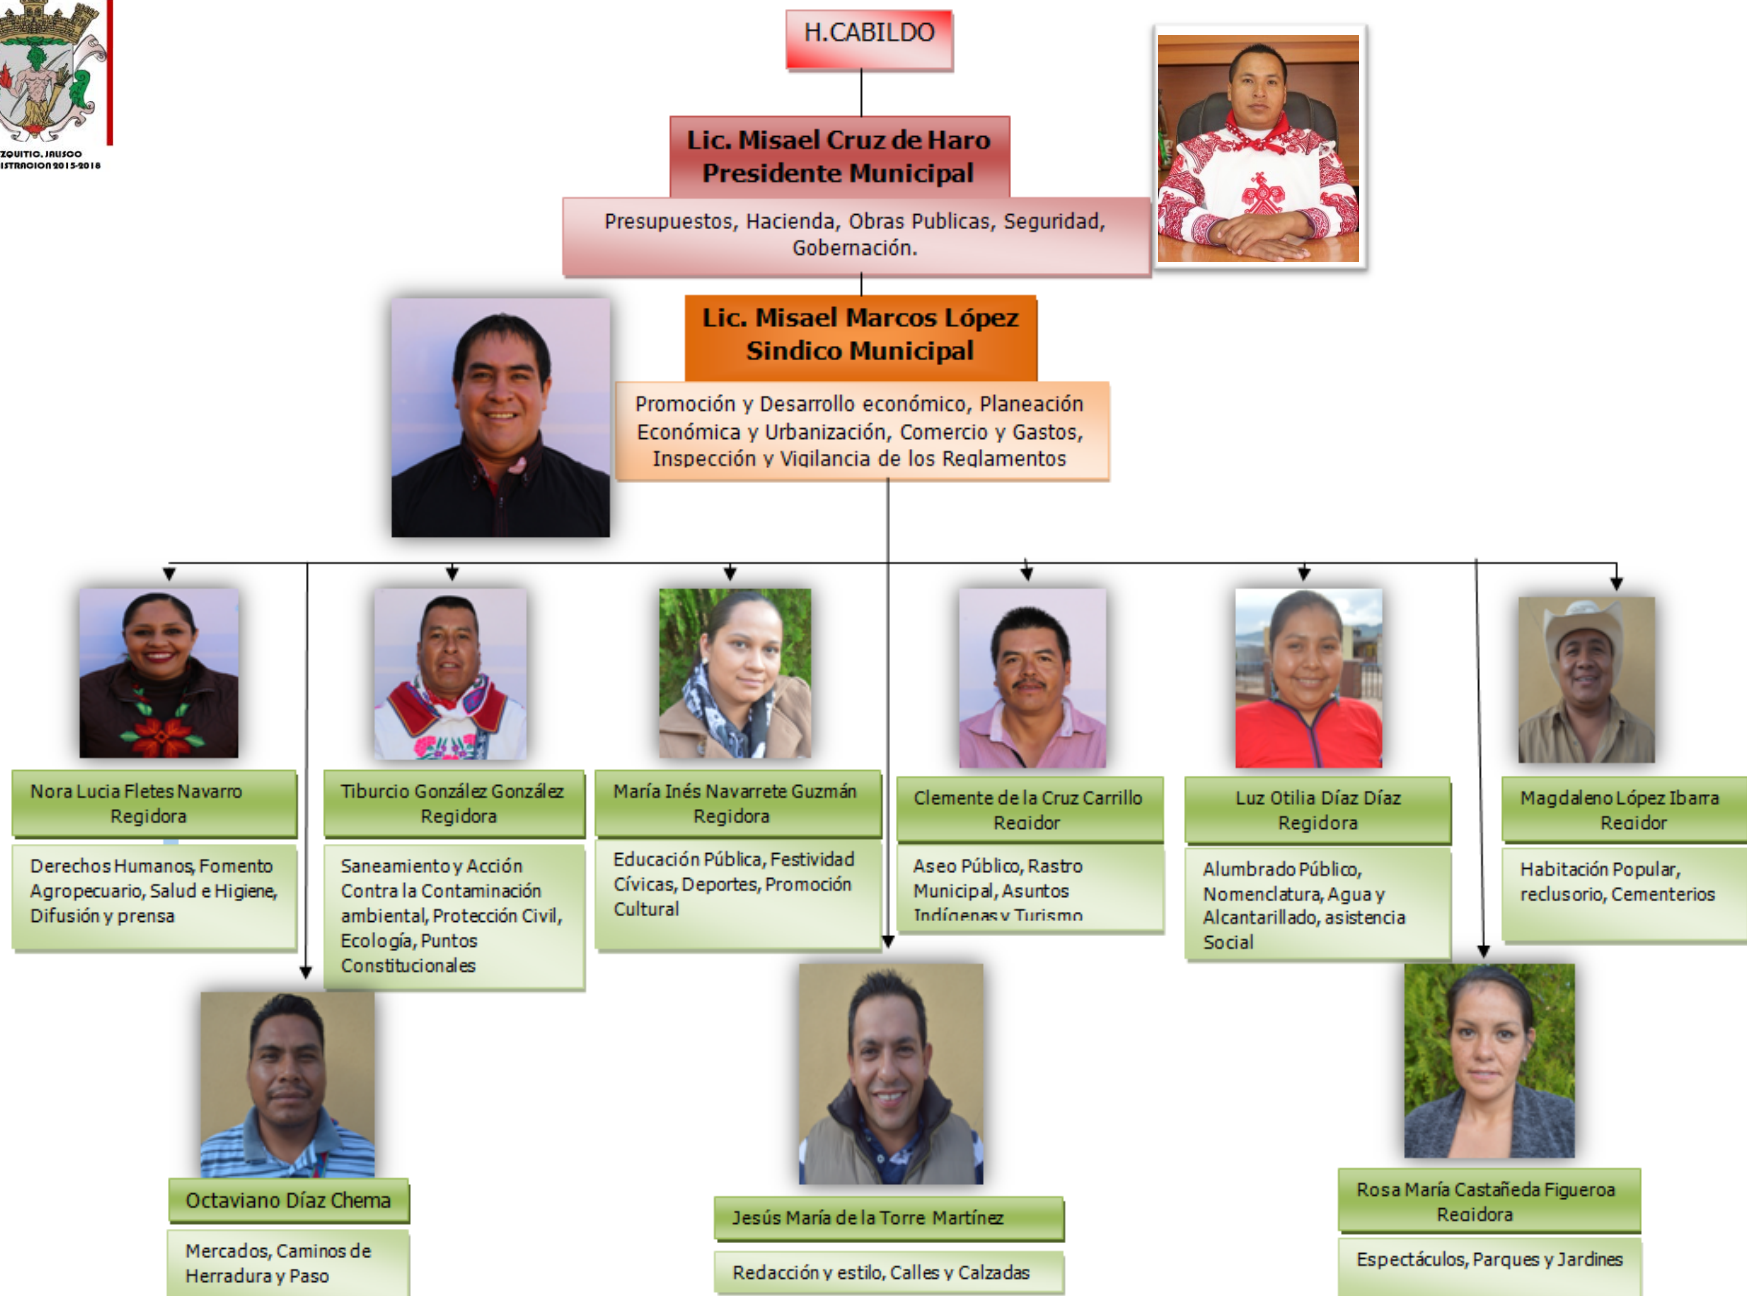 ZQUITIC, JALISCO
ISTRACION 2015-2018
H.CABILDO
Lic. Misael Cruz de Haro
Presidente Municipal
Presupuestos, Hacienda, Obras Publicas, Seguridad,
Gobernación.
Lic. Misael Marcos López
Sindico Municipal
Promoción y Desarrollo económico, Planeación
Económica y Urbanización, Comercio y Gastos,
Inspección y Vigilancia de los Reglamentos
Nora Lucia Fletes Navarro
Regidora
Derechos Humanos, Fomento
Agropecuario, Salud e Higiene,
Difusión y prensa
Tiburcio González González
Regidora
Saneamiento y Acción
Contra la Contaminación
ambiental, Protección Civil,
Ecología, Puntos
Constitucionales
María Inés Navarrete Guzmán
Regidora
Educación Pública, Festividad
Cívicas, Deportes, Promoción
Cultural
Clemente de la Cruz Carrillo
Regidor
Aseo Público, Rastro
Municipal, Asuntos
Indígenas y Turismo
Luz Otilia Díaz Díaz
Regidora
Alumbrado Público,
Nomenclatura, Agua y
Alcantarillado, asistencia
Social
Magdaleno López Ibarra
Regidor
Habitación Popular,
reclusorio, Cementerios
Octaviano Díaz Chema
Mercados, Caminos de
Herradura y Paso
Jesús María de la Torre Martínez
Redacción y estilo, Calles y Calzadas
Rosa María Castañeda Figueroa
Regidora
Espectáculos, Parques y Jardines